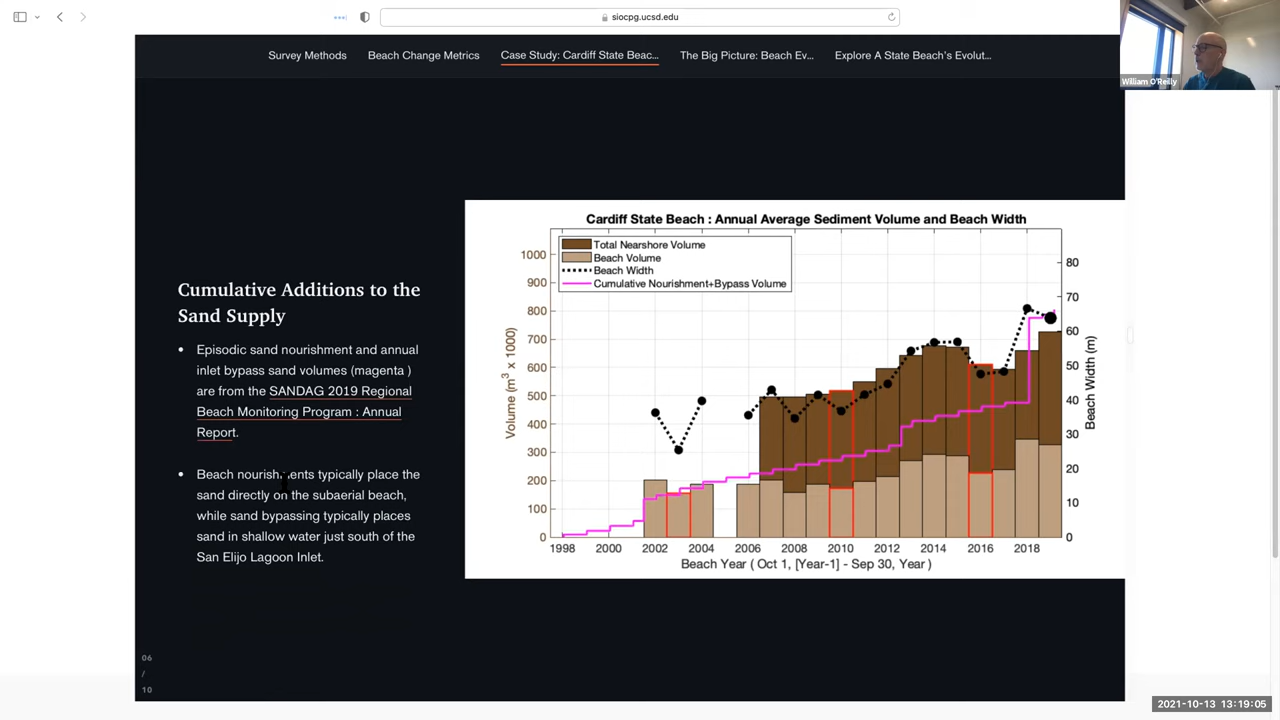 siocpg.ucsd.edu
William O'Reilly
Survey Methods
Beach Change Metrics
Case Study: Cardiff State Beac...
The Big Picture: Beach Ev...
Explore A State Beach's Evolut...
Cumulative Additions to the
Sand Supply
• Episodic sand nourishment and annual
inlet bypass sand volumes (magenta )
are from the SANDAG 2019 Regional
Beach Monitoring Program : Annual
Report.
• Beach nourishments typically place the
sand directly on the subaerial beach,
while sand bypassing typically places
sand in shallow water just south of the
San Elijo Lagoon Inlet.
Cardiff State Beach : Annual Average Sediment Volume and Beach Width
Total Nearshore Volume
Beach Volume
Beach Width
Cumulative Nourishment+Bypass Volume
Volume (m³ x 1000)
1000
900
800
700
600
500
400
300
200
100
0
80
70
60
50
40
30
20
10
0
Beach Width (m)
1998 2000 2002 2004 2006 2008 2010 2012 2014 2016 2018
Beach Year ( Oct 1, [Year-1] - Sep 30, Year )
06
/
10
2021-10-13 13:19:05